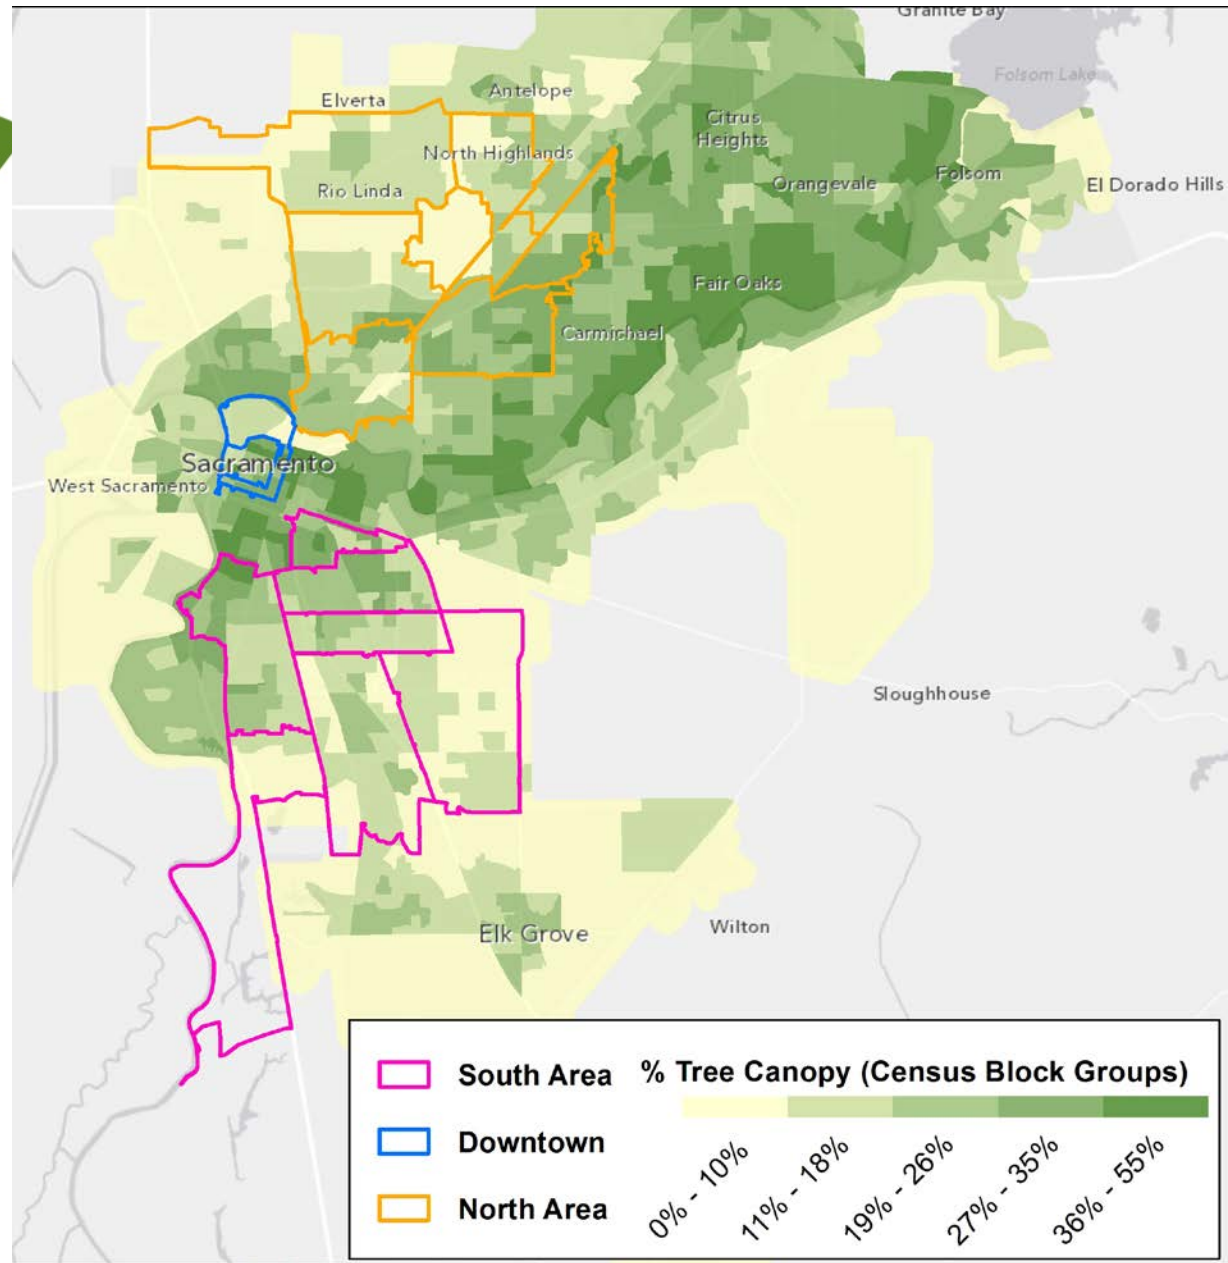 Granite Bay
Folsom Lake
Antelope
Elverta
Citrus
Heights
North Highlands
Folsom
Orangevale
El Dorado Hills
Rio Linda
Fair Oaks
Carmichael
Sacramento
West Sacramento
Sloughhouse
Wilton
Elk Grove
South Area
Downtown
North Area
% Tree Canopy (Census Block Groups)
0% - 10%
11% - 18%
19% - 26%
27% - 35%
36% - 55%